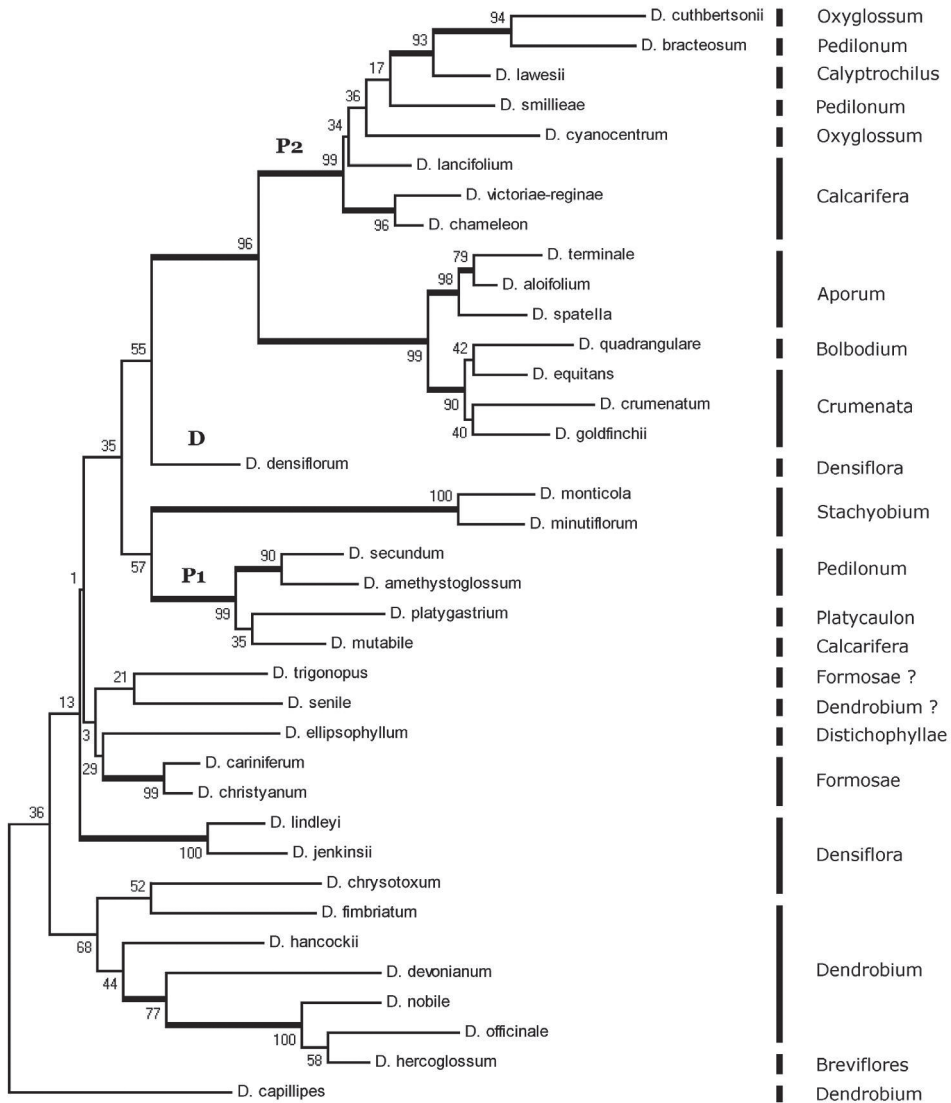 94 D. cuthbertsonii Oxyglossum
93 D. bracteosum Pedilonum
17 D. lawesii Calyptrochilus
36 D. smillieae Pedilonum
34 D. cyanocentrum Oxyglossum
P2
99 D. lancifolium
D. victoriae-reginae Calcarifera
96 D. chameleon
96
79 D. terminale
98 D. aloifolium Aporum
D. spatella
99
42 D. quadrangulare Bolbodium
55 D. equitans
90 D. crumenatum Crumenata
40 D. goldfinchii
D
35 D. densiflorum Densiflora
100 D. monticola
D. minutiflorum Stachyobium
57
90 D. secundum
P1 D. amethystoglossum Pedilonum
1
99 D. platygastrium Platycaulon
35 D. mutabile Calcarifera
21 D. trigonopus Formosae ?
13 D. senile Dendrobium ?
3 D. ellipsophyllum Distichophyllae
29 D. cariniferum
99 D. christyanum Formosae
36 D. lindleyi
100 D. jenkinsii Densiflora
52 D. chrysotoxum
D. fimbriatum
68 D. hancockii
44 D. devonianum Dendrobium
77 D. nobile
100 D. officinale
58 D. hercoglossum Breviflores
D. capillipes Dendrobium